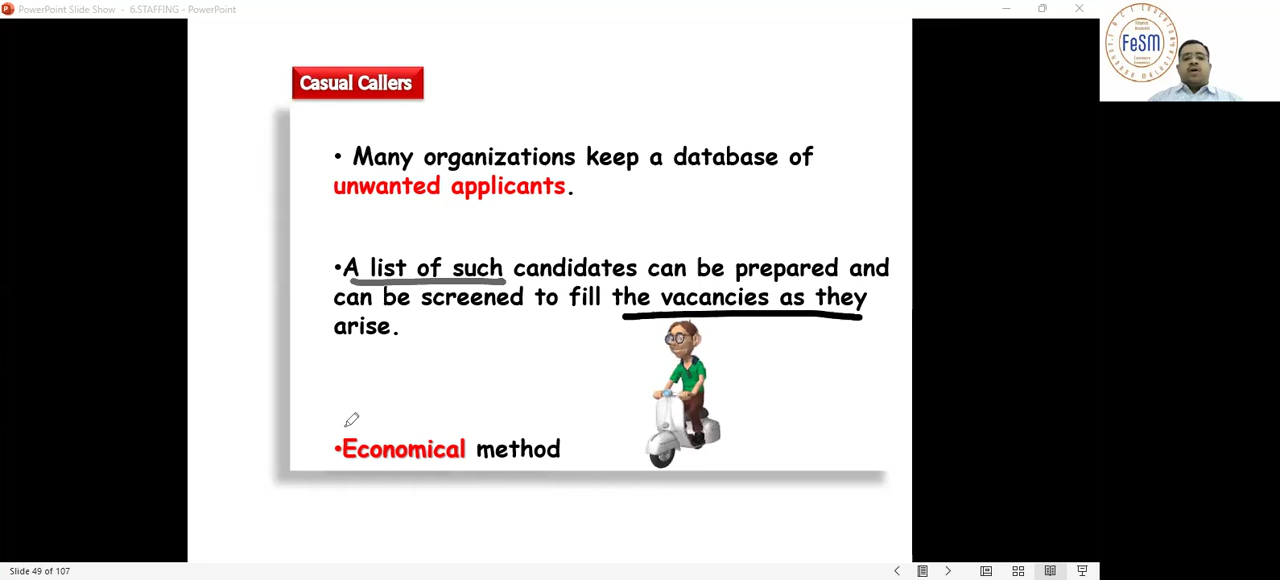 PowerPoint Slide Show - 6.STAFFING - PowerPoint
FeSM
Casual Callers
• Many organizations keep a database of
unwanted applicants.
•A list of such candidates can be prepared and
can be screened to fill the vacancies as they
arise.
•Economical method
Slide 49 of 107